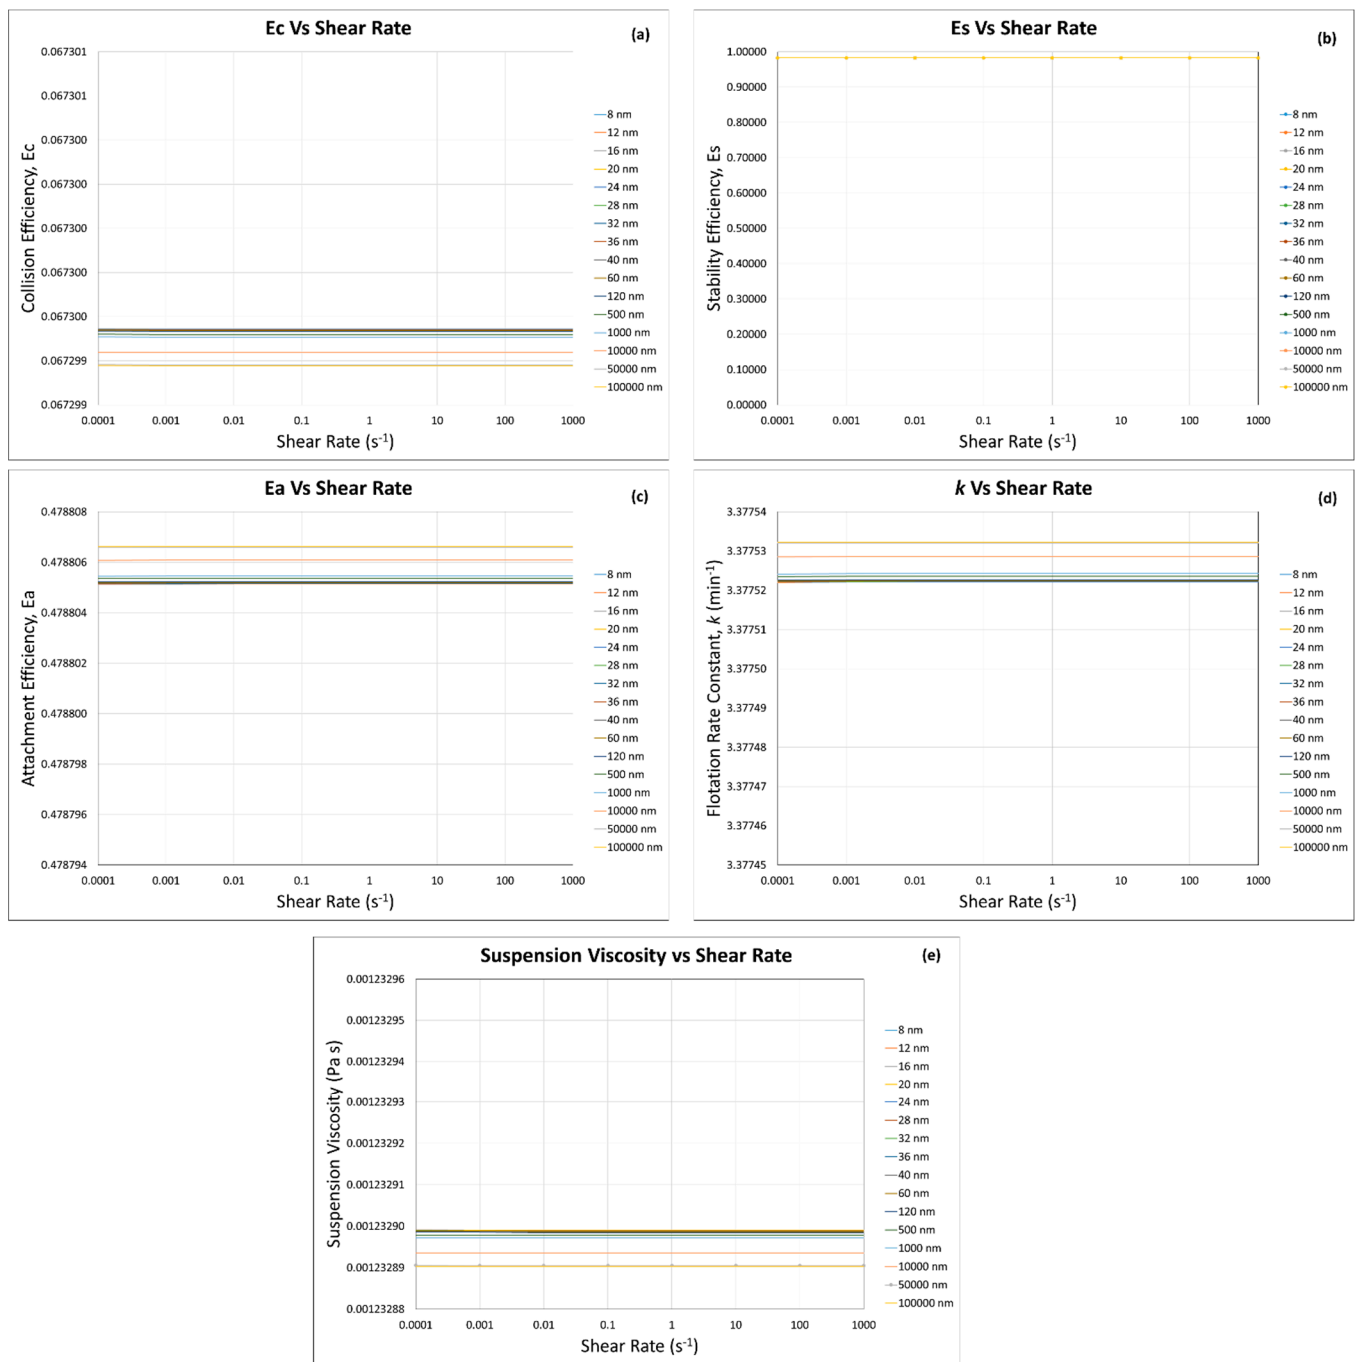 Ec Vs Shear Rate
(a)
Collision Efficiency, Ec
0.067301
0.067301
0.067300
0.067300
0.067300
0.067300
0.067300
0.067299
0.067299
0.0001 0.001 0.01 0.1 1 10 100 1000
Shear Rate (s⁻¹)
8 nm
12 nm
16 nm
20 nm
24 nm
28 nm
32 nm
36 nm
40 nm
60 nm
120 nm
500 nm
1000 nm
10000 nm
50000 nm
100000 nm
Es Vs Shear Rate
(b)
Stability Efficiency, Es
1.00000
0.90000
0.80000
0.70000
0.60000
0.50000
0.40000
0.30000
0.20000
0.10000
0.00000
0.0001 0.001 0.01 0.1 1 10 100 1000
Shear Rate (s⁻¹)
8 nm
12 nm
16 nm
20 nm
24 nm
28 nm
32 nm
36 nm
40 nm
60 nm
120 nm
500 nm
1000 nm
10000 nm
50000 nm
100000 nm
Ea Vs Shear Rate
(c)
Attachment Efficiency, Ea
0.478808
0.478806
0.478804
0.478802
0.478800
0.478798
0.478796
0.478794
0.0001 0.001 0.01 0.1 1 10 100 1000
Shear Rate (s⁻¹)
8 nm
12 nm
16 nm
20 nm
24 nm
28 nm
32 nm
36 nm
40 nm
60 nm
120 nm
500 nm
1000 nm
10000 nm
50000 nm
100000 nm
k Vs Shear Rate
(d)
Flotation Rate Constant, k (min⁻¹)
3.37754
3.37753
3.37752
3.37751
3.37750
3.37749
3.37748
3.37747
3.37746
3.37745
0.0001 0.001 0.01 0.1 1 10 100 1000
Shear Rate (s⁻¹)
8 nm
12 nm
16 nm
20 nm
24 nm
28 nm
32 nm
36 nm
40 nm
60 nm
120 nm
500 nm
1000 nm
10000 nm
50000 nm
100000 nm
Suspension Viscosity vs Shear Rate
(e)
Suspension Viscosity (Pa s)
0.00123296
0.00123295
0.00123294
0.00123293
0.00123292
0.00123291
0.00123290
0.00123289
0.00123288
0.0001 0.001 0.01 0.1 1 10 100 1000
Shear Rate (s⁻¹)
8 nm
12 nm
16 nm
20 nm
24 nm
28 nm
32 nm
36 nm
40 nm
60 nm
120 nm
500 nm
1000 nm
10000 nm
50000 nm
100000 nm